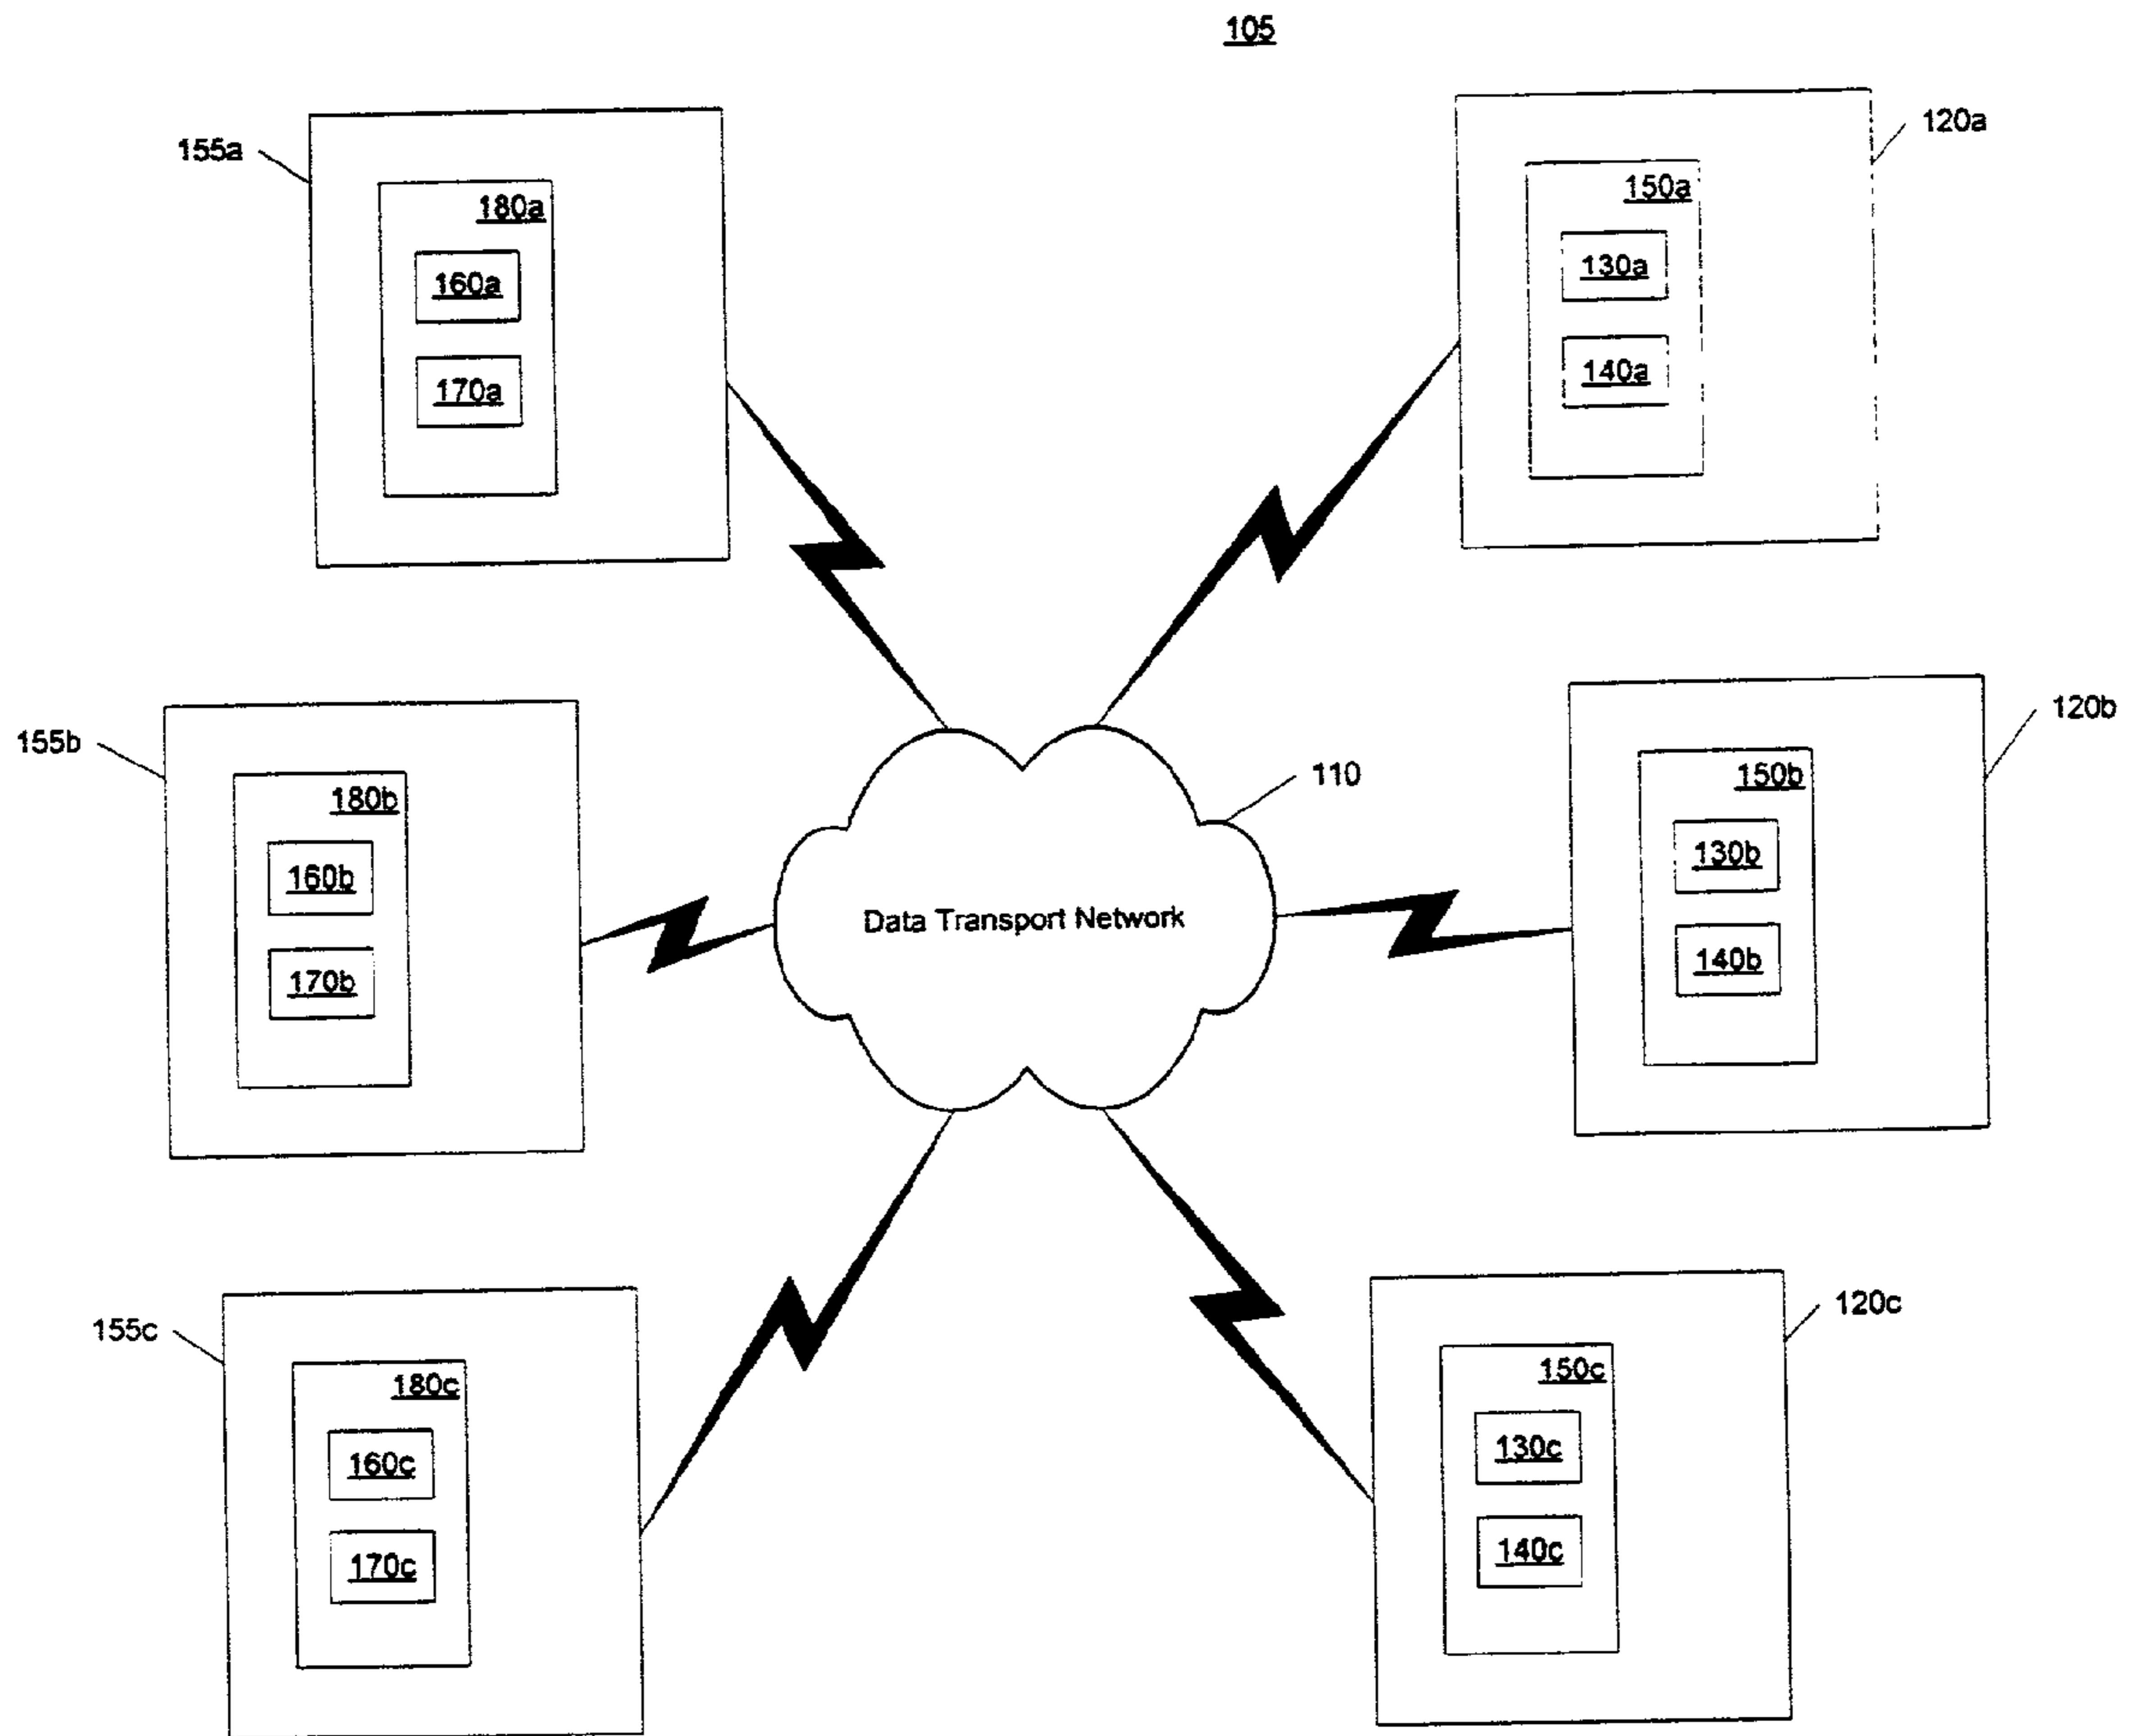 105
155a
180a
160a
170a
120a
150a
130a
140a
155b
180b
160b
170b
110
Data Transport Network
120b
150b
130b
140b
155c
180c
160c
170c
120c
150c
130c
140c